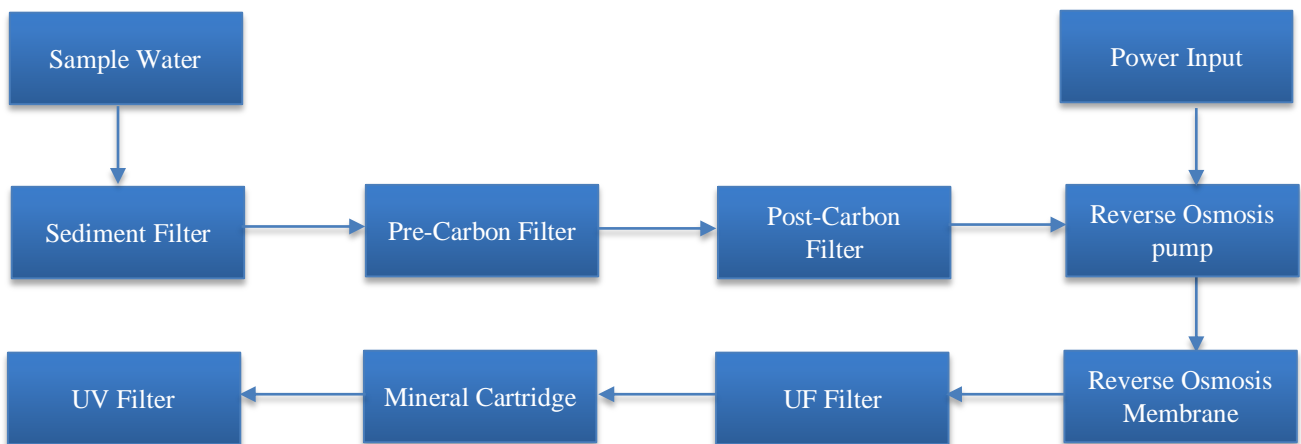 Sample Water
Power Input
Sediment Filter
Pre-Carbon Filter
Post-Carbon
Filter
Reverse Osmosis
pump
UV Filter
Mineral Cartridge
UF Filter
Reverse Osmosis
Membrane